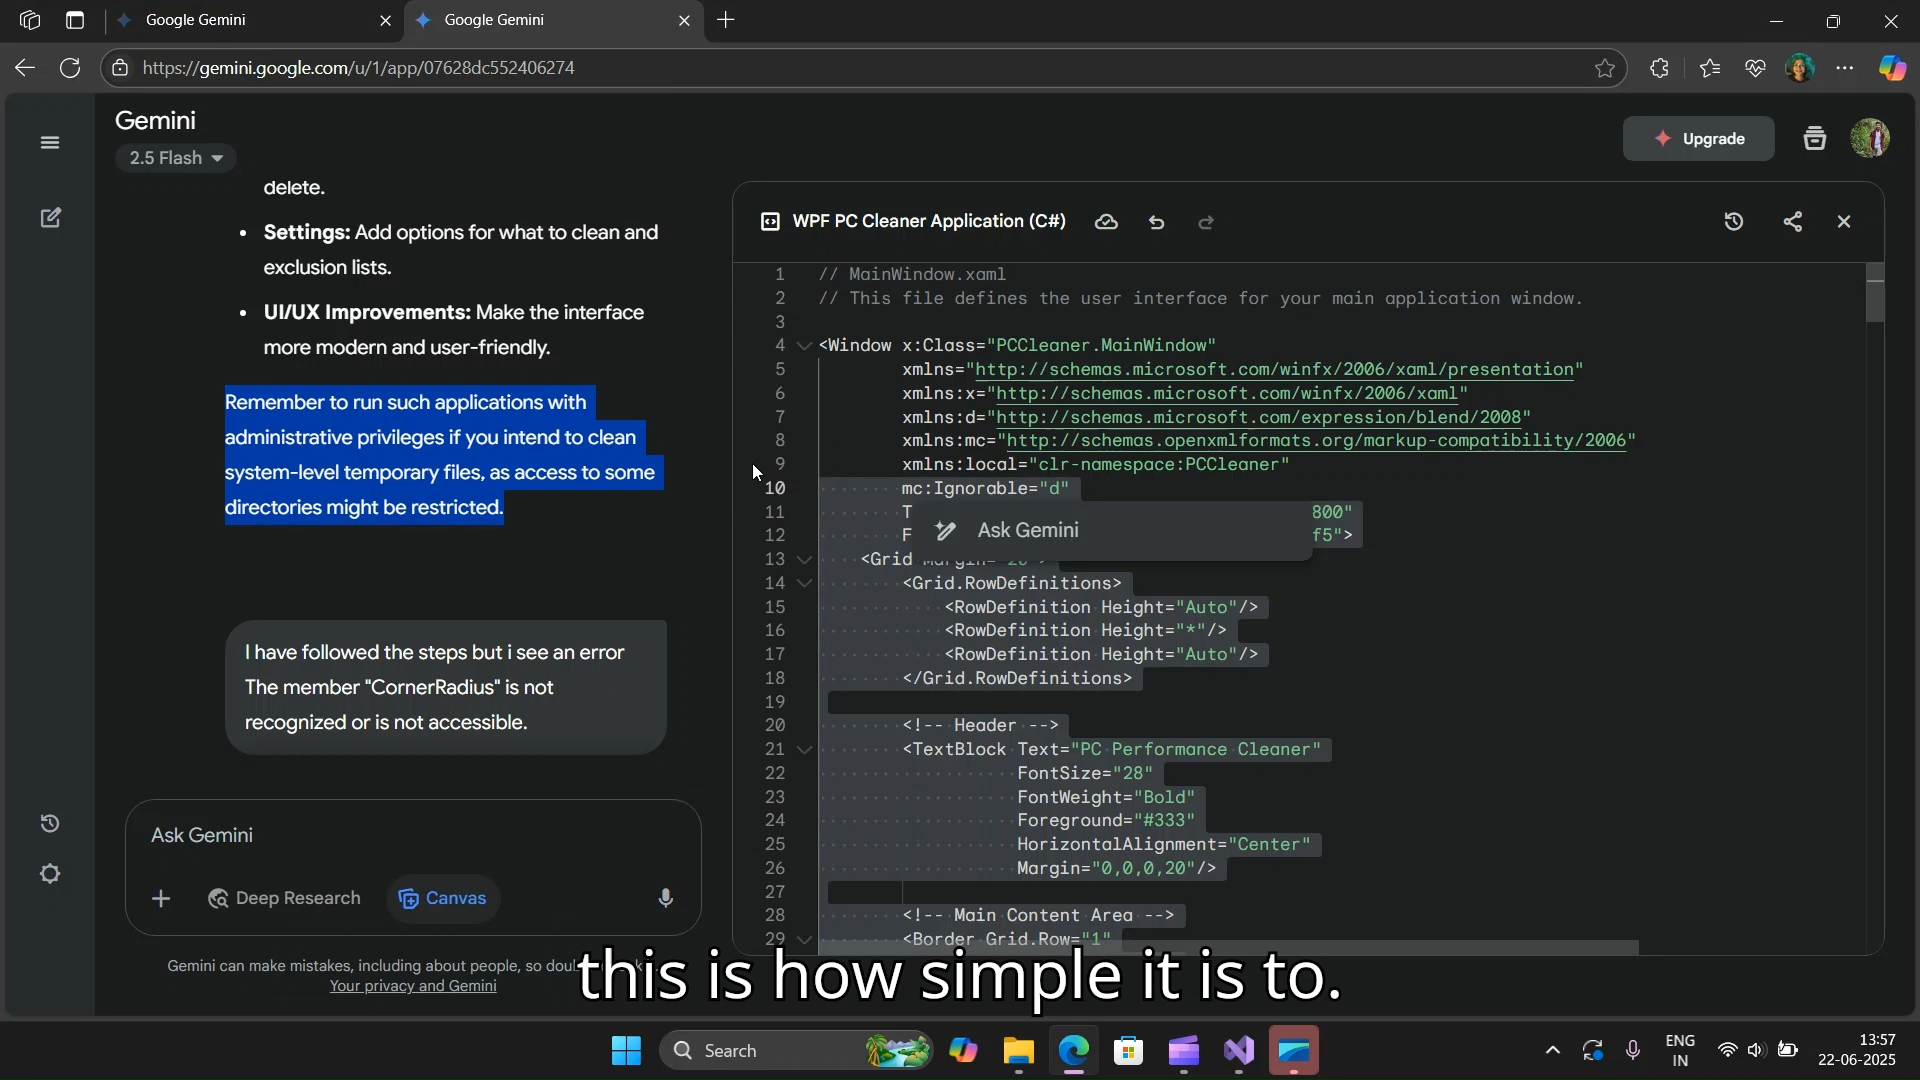 Google Gemini
Google Gemini
https://gemini.google.com/u/1/app/07628dc552406274
Gemini
2.5 Flash
Upgrade
delete.
Settings: Add options for what to clean and
exclusion lists.
UI/UX Improvements: Make the interface
more modern and user-friendly.
Remember to run such applications with
administrative privileges if you intend to clean
system-level temporary files, as access to some
directories might be restricted.
I have followed the steps but i see an error
The member "CornerRadius" is not
recognized or is not accessible.
Ask Gemini
Deep Research
Canvas
Gemini can make mistakes, including about people, so
Your privacy and Gemini
WPF PC Cleaner Application (C#)
1 // MainWindow.xaml
2 // This file defines the user interface for your main application window.
3
4 <Window x:Class="PCCleaner.MainWindow"
5 xmlns="http://schemas.microsoft.com/winfx/2006/xaml/presentation"
6 xmlns:x="http://schemas.microsoft.com/winfx/2006/xaml"
7 xmlns:d="http://schemas.microsoft.com/expression/blend/2008"
8 xmlns:mc="http://schemas.openxmlformats.org/markup-compatibility/2006"
9 xmlns:local="clr-namespace:PCCleaner"
10 mc:Ignorable="d"
11 T 800"
Ask Gemini
12 F f5">
13 <Grid
14 <Grid.RowDefinitions>
15 <RowDefinition Height="Auto"/>
16 <RowDefinition Height="*"/>
17 <RowDefinition Height="Auto"/>
18 </Grid.RowDefinitions>
19
20 <!-- Header -->
21 <TextBlock Text="PC Performance Cleaner"
22 FontSize="28"
23 FontWeight="Bold"
24 Foreground="#333"
25 HorizontalAlignment="Center"
26 Margin="0,0,0,20"/>
27
28 <!-- Main Content Area -->
29 <Border Grid.Row="1"
this is how simple it is to.
Search
ENG
IN
13:57
22-06-2025